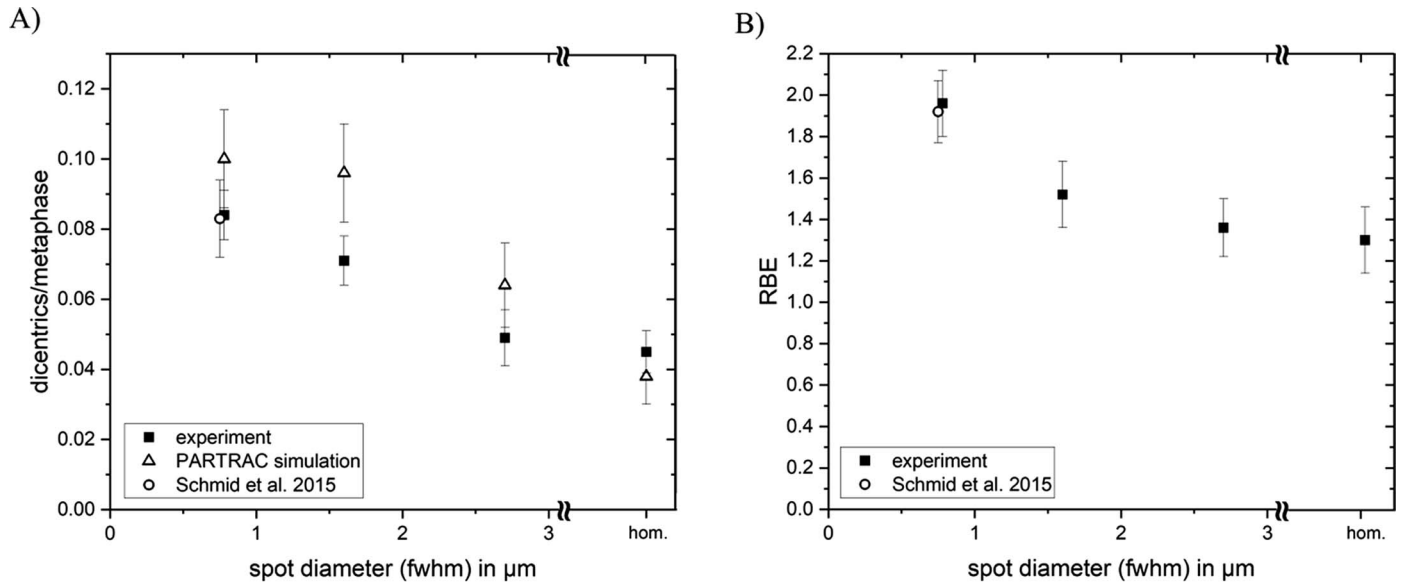 A)
0.12
0.10
0.08
0.06
0.04
0.02
0.00
dicentrics/metaphase
experiment
PARTRAC simulation
Schmid et al. 2015
0
1
2
3
hom.
spot diameter (fwhm) in μm
B)
2.2
2.0
1.8
1.6
1.4
1.2
1.0
0.8
0.6
0.4
0.2
0.0
RBE
experiment
Schmid et al. 2015
0
1
2
3
hom.
spot diameter (fwhm) in μm